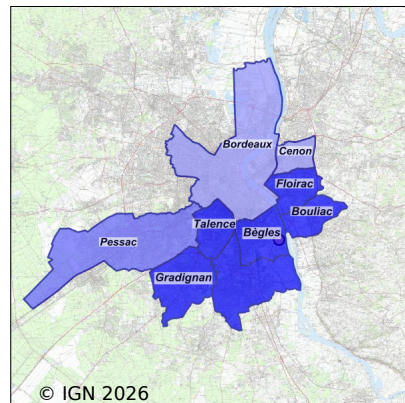 Bordeaux
Cenon
Floirac
Bouliac
Talence
Bègles
Pessac
Gradignan
© IGN 2026